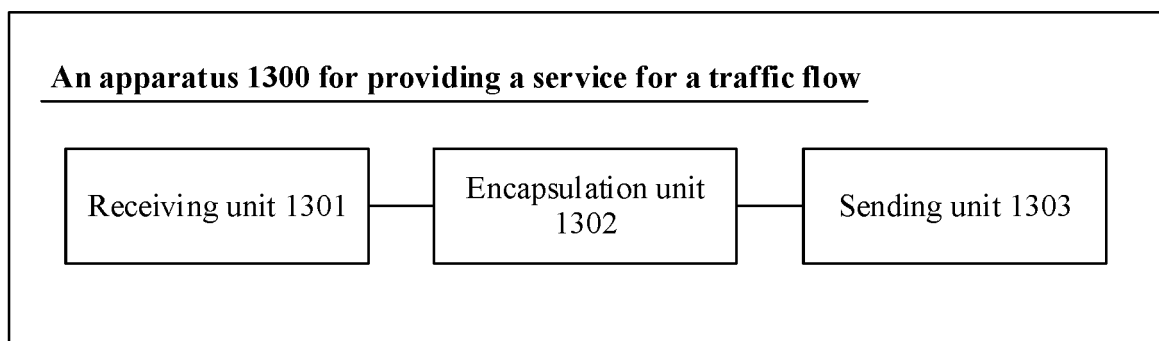 An apparatus 1300 for providing a service for a traffic flow
Receiving unit 1301
Encapsulation unit
1302
Sending unit 1303